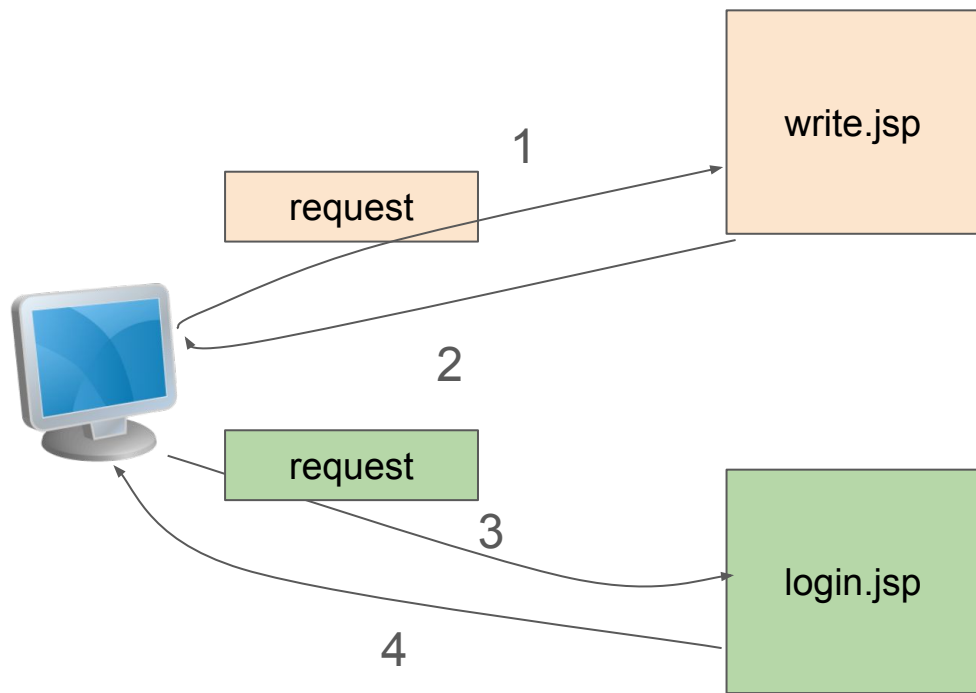 write.jsp
1
request
2
request
3
login.jsp
4